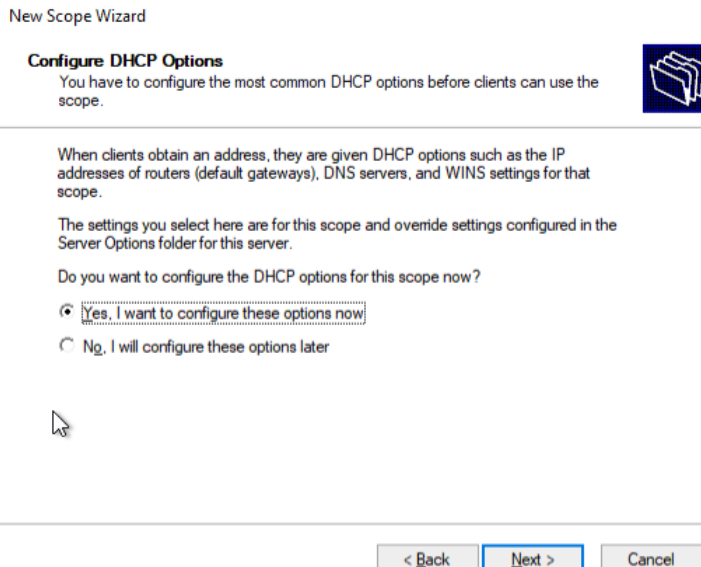 New Scope Wizard
Configure DHCP Options
You have to configure the most common DHCP options before clients can use the
scope.
When clients obtain an address, they are given DHCP options such as the IP
addresses of routers (default gateways), DNS servers, and WINS settings for that
scope.
The settings you select here are for this scope and override settings configured in the
Server Options folder for this server.
Do you want to configure the DHCP options for this scope now?
Yes, I want to configure these options now
No, I will configure these options later
< Back
Next >
Cancel